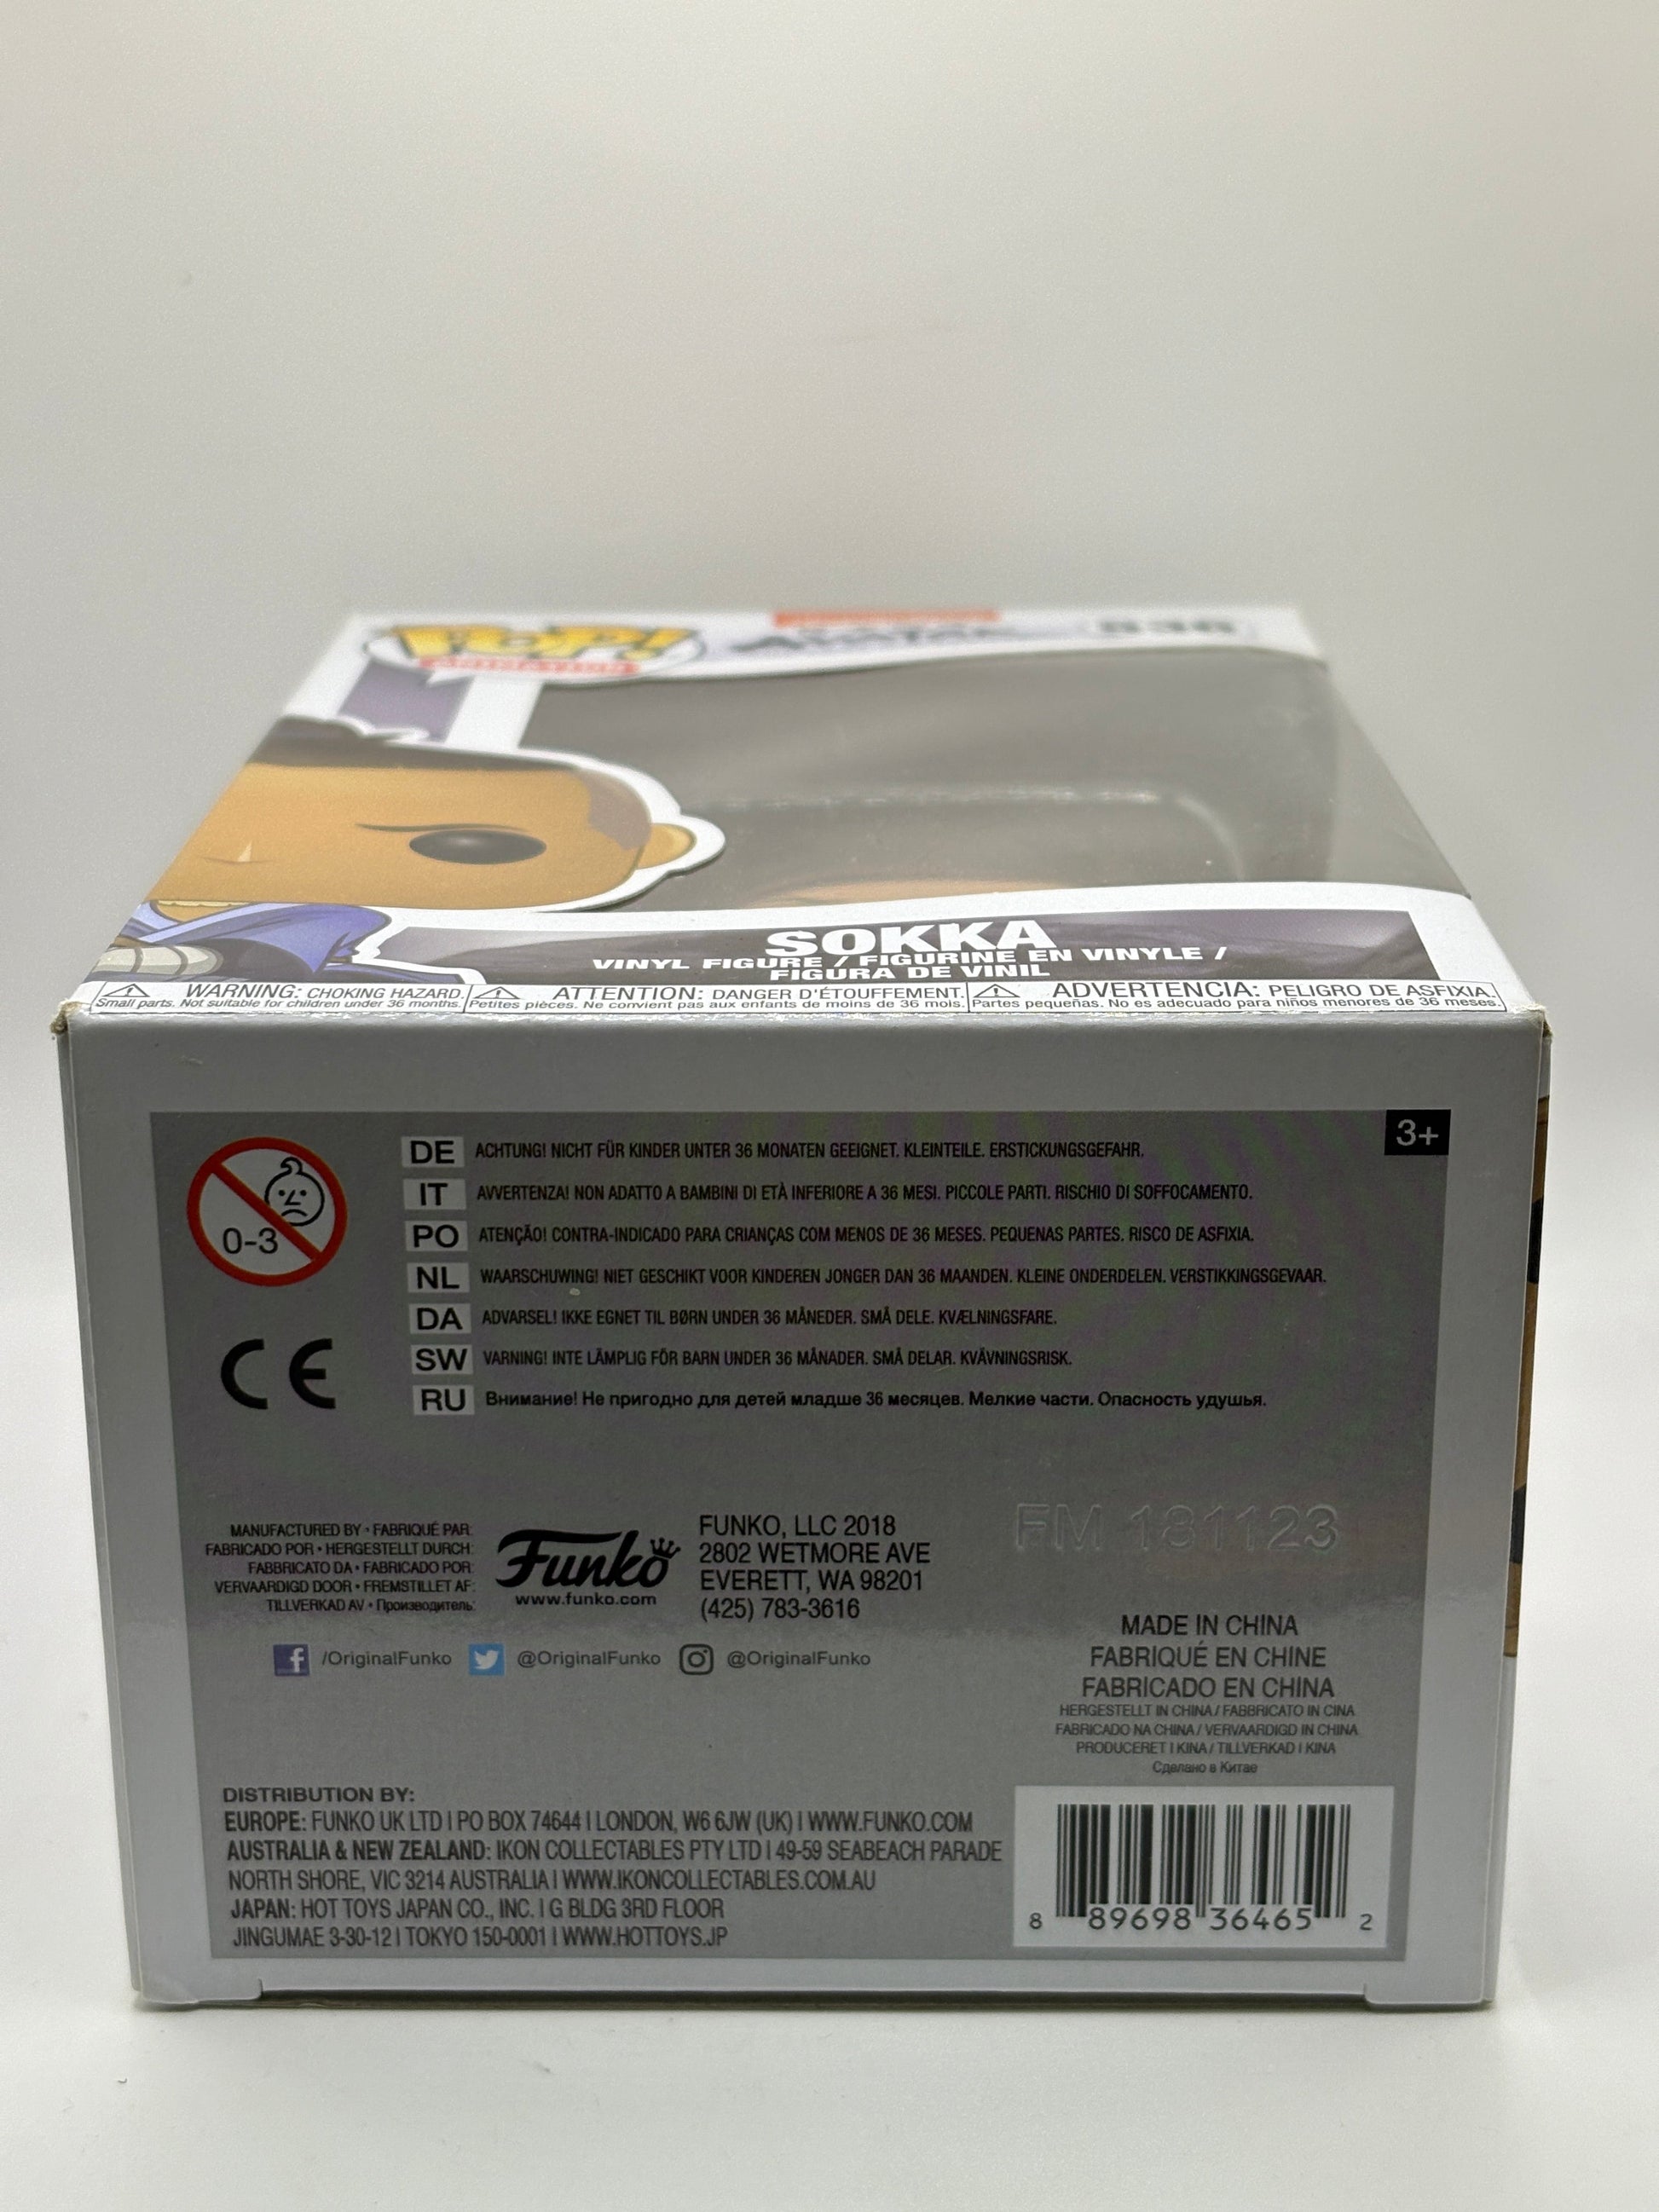 POP!
ANIMATION
AVATAR
SOKKA
VINYL FIGURE / FIGURINE EN VINYLE /
FIGURA DE VINIL
WARNING: CHOKING HAZARD.
Small parts. Not suitable for children under 36 months.
ATTENTION: DANGER D'ÉTOUFFEMENT.
Petites pièces. Ne convient pas aux enfants de moins de 36 mois.
ADVERTENCIA: PELIGRO DE ASFIXIA.
Partes pequeñas. No es adecuado para niños menores de 36 meses.
3+
0-3
DE ACHTUNG! NICHT FÜR KINDER UNTER 36 MONATEN GEEIGNET. KLEINTEILE. ERSTICKUNGSGEFAHR.
IT AVVERTENZA! NON ADATTO A BAMBINI DI ETÀ INFERIORE A 36 MESI. PICCOLE PARTI. RISCHIO DI SOFFOCAMENTO.
PO ATENÇÃO! CONTRA-INDICADO PARA CRIANÇAS COM MENOS DE 36 MESES. PEQUENAS PARTES. RISCO DE ASFIXIA.
NL WAARSCHUWING! NIET GESCHIKT VOOR KINDEREN JONGER DAN 36 MAANDEN. KLEINE ONDERDELEN. VERSTIKKINGSGEVAAR.
DA ADVARSEL! IKKE EGNET TIL BØRN UNDER 36 MÅNEDER. SMÅ DELE. KVÆLNINGSFARE.
SW VARNING! INTE LÄMPLIG FÖR BARN UNDER 36 MÅNADER. SMÅ DELAR. KVÄVNINGSRISK.
RU Внимание! Не пригодно для детей младше 36 месяцев. Мелкие части. Опасность удушья.
CE
MANUFACTURED BY • FABRIQUÉ PAR:
FABRICADO POR • HERGESTELLT DURCH:
FABBRICATO DA • FABRICADO POR:
VERVAARDIGD DOOR • FREMSTILLET AF:
TILLVERKAD AV • Производитель:
Funko
www.funko.com
FUNKO, LLC 2018
2802 WETMORE AVE
EVERETT, WA 98201
(425) 783-3616
FM 181123
/OriginalFunko @OriginalFunko @OriginalFunko
MADE IN CHINA
FABRIQUÉ EN CHINE
FABRICADO EN CHINA
HERGESTELLT IN CHINA / FABBRICATO IN CINA
FABRICADO NA CHINA / VERVAARDIGD IN CHINA
PRODUCERET I KINA / TILLVERKAD I KINA
Сделано в Китае
DISTRIBUTION BY:
EUROPE: FUNKO UK LTD | PO BOX 74644 | LONDON, W6 6JW (UK) | WWW.FUNKO.COM
AUSTRALIA & NEW ZEALAND: IKON COLLECTABLES PTY LTD | 49-59 SEABEACH PARADE
NORTH SHORE, VIC 3214 AUSTRALIA | WWW.IKONCOLLECTABLES.COM.AU
JAPAN: HOT TOYS JAPAN CO., INC. | G BLDG 3RD FLOOR
JINGUMAE 3-30-12 | TOKYO 150-0001 | WWW.HOTTOYS.JP
8 89698 36465 2